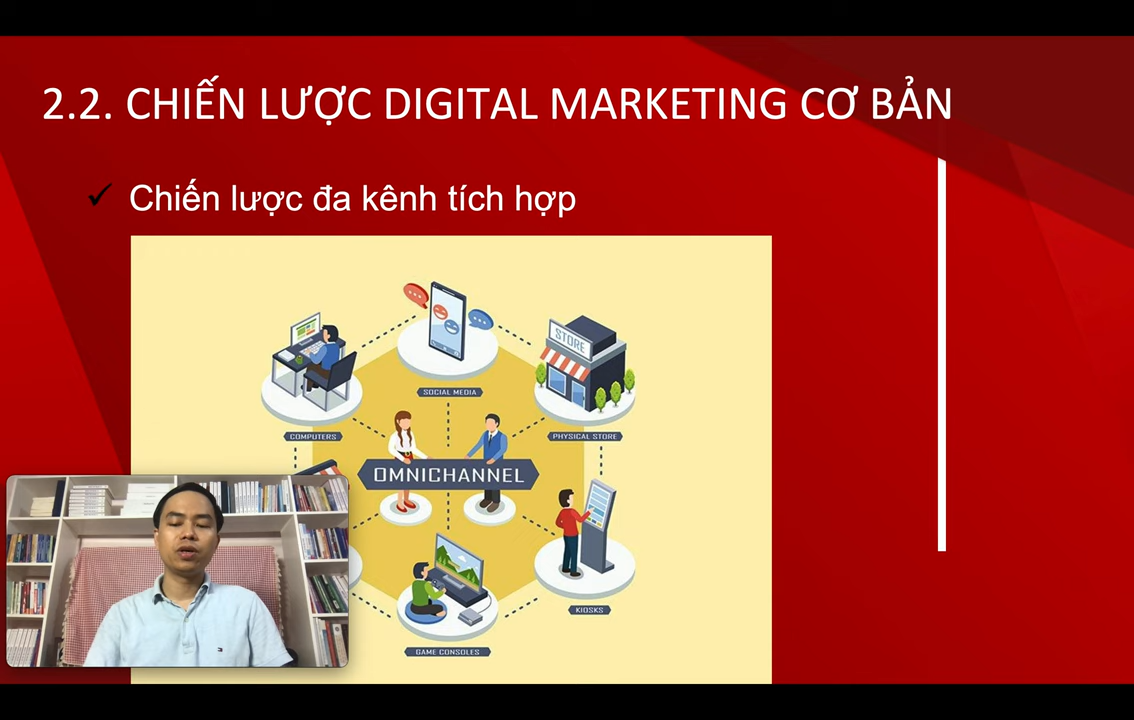 2.2. CHIẾN LƯỢC DIGITAL MARKETING CƠ BẢN
✓ Chiến lược đa kênh tích hợp
SOCIAL MEDIA
STORE
COMPUTERS
PHYSICAL STORE
OMNICHANNEL
KIOSKS
GAME CONSOLES